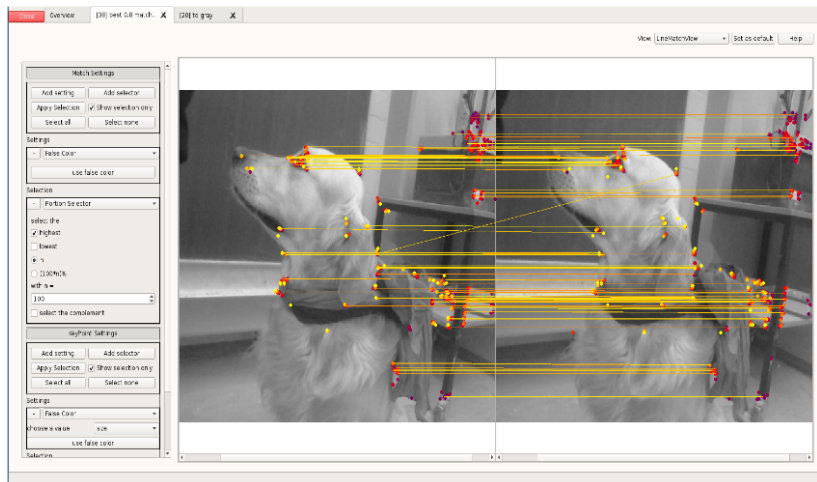 Close Overview [30] best 0.8 match... X [20] to gray X
View: LineMatchView Set as default Help
Match Settings
Add setting Add selector
Apply Selection Show selection only
Select all Select none
Settings
- False Color
use false color
Selection
- Portion Selector
select the
highest
lowest
n
(100*n)%
with n =
100
select the complement
KeyPoint Settings
Add setting Add selector
Apply Selection Show selection only
Select all Select none
Settings
- False Color
choose a value size
use false color
Selection